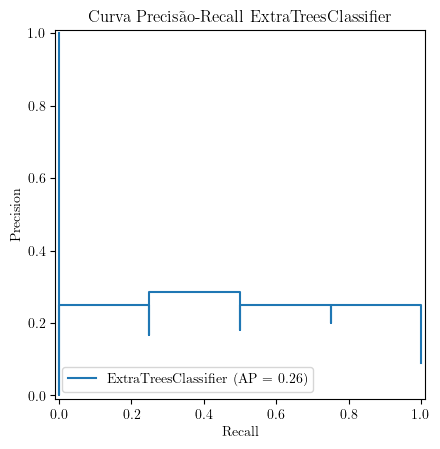 Curva Precisão-Recall ExtraTreesClassifier
1.0
0.8
0.6
0.4
0.2
0.0
Precision
ExtraTreesClassifier (AP = 0.26)
0.0 0.2 0.4 0.6 0.8 1.0
Recall